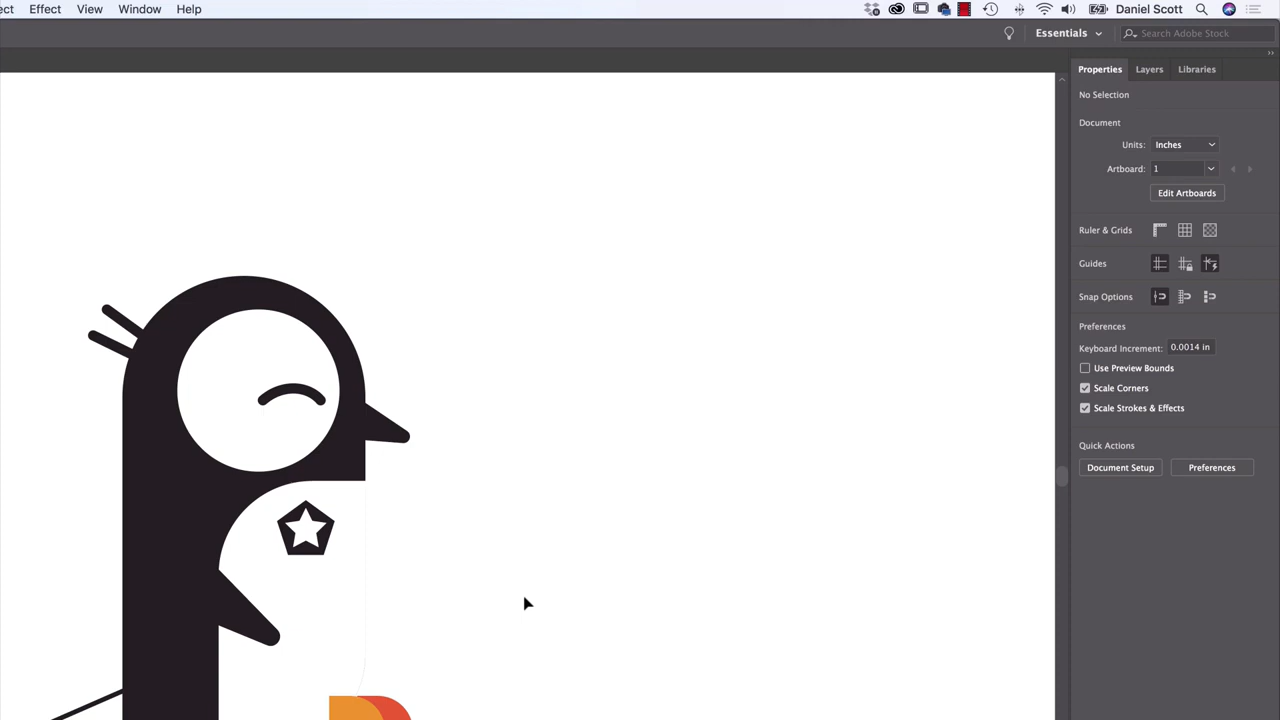 ect Effect View Window Help Daniel Scott
Essentials Search Adobe Stock
Properties Layers Libraries
No Selection
Document
Units: Inches
Artboard: 1
Edit Artboards
Ruler & Grids
Guides
Snap Options
Preferences
Keyboard Increment: 0.0014 in
Use Preview Bounds
Scale Corners
Scale Strokes & Effects
Quick Actions
Document Setup Preferences